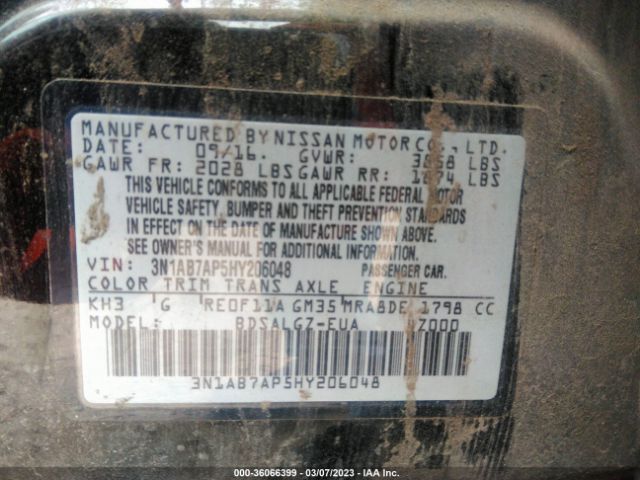 MANUFACTURED BY NISSAN MOTOR CO., LTD.
DATE: 09/16. GVWR: 3858 LBS
GAWR FR: 2028 LBS GAWR RR: 1874 LBS
THIS VEHICLE CONFORMS TO ALL APPLICABLE FEDERAL MOTOR
VEHICLE SAFETY, BUMPER AND THEFT PREVENTION STANDARDS
IN EFFECT ON THE DATE OF MANUFACTURE SHOWN ABOVE.
SEE OWNER'S MANUAL FOR ADDITIONAL INFORMATION.
VIN: 3N1AB7AP5HY206048 PASSENGER CAR.
COLOR TRIM TRANS AXLE ENGINE
KH3 G RE0F11A GM35 MRA8DE 1798 CC
MODEL: BDSALGZ-EUA
3N1AB7AP5HY206048
000-36066399 | 03/07/2023 | IAA Inc.